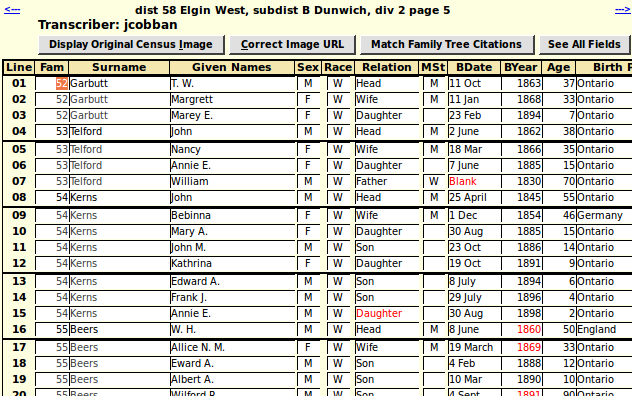 <--- dist 58 Elgin West, subdist B Dunwich, div 2 page 5 --->
Transcriber: jcobban
Display Original Census Image Correct Image URL Match Family Tree Citations See All Fields
Line Fam Surname Given Names Sex Race Relation MSt BDate BYear Age Birth P
01 52 Garbutt T. W. M W Head M 11 Oct 1863 37 Ontario
02 52 Garbutt Margrett F W Wife M 11 Jan 1868 33 Ontario
03 52 Garbutt Marey E. F W Daughter 23 Feb 1894 7 Ontario
04 53 Telford John M W Head M 2 June 1862 38 Ontario
05 53 Telford Nancy F W Wife M 18 Mar 1866 35 Ontario
06 53 Telford Annie E. F W Daughter 7 June 1885 15 Ontario
07 53 Telford William M W Father W Blank 1830 70 Ontario
08 54 Kerns John M W Head M 25 April 1845 55 Ontario
09 54 Kerns Bebinna F W Wife M 1 Dec 1854 46 Germany
10 54 Kerns Mary A. F W Daughter 30 Aug 1885 15 Ontario
11 54 Kerns John M. M W Son 23 Oct 1886 14 Ontario
12 54 Kerns Kathrina F W Daughter 19 Oct 1891 9 Ontario
13 54 Kerns Edward A. M W Son 8 July 1894 6 Ontario
14 54 Kerns Frank J. M W Son 29 July 1896 4 Ontario
15 54 Kerns Annie E. M W Daughter 30 Aug 1898 2 Ontario
16 55 Beers W. H. M W Head M 8 June 1860 50 England
17 55 Beers Allice N. M. F W Wife M 19 March 1869 33 Ontario
18 55 Beers Eward A. M W Son 4 Feb 1888 12 Ontario
19 55 Beers Albert A. M W Son 10 Mar 1890 10 Ontario
20 55 Beers Wilford R. M W Son 4 Sept 1891 90 Ontario